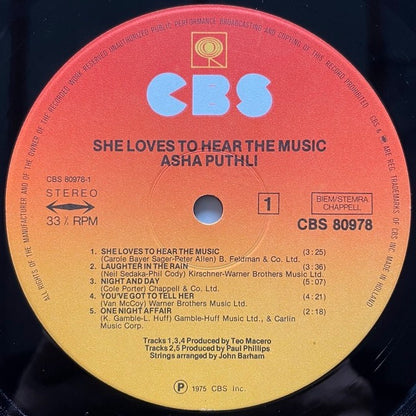 ALL RIGHTS OF THE MANUFACTURER AND OF THE OWNER OF THE RECORDED WORK RESERVED UNAUTHORIZED PUBLIC PERFORMANCE BROADCASTING AND COPYING OF THIS RECORD PROHIBITED
CBS & ARE REG. TRADEMARKS OF CBS INC. MADE IN HOLLAND
CBS
SHE LOVES TO HEAR THE MUSIC
ASHA PUTHLI
CBS 80978-1
STEREO
33⅓ RPM
1
BIEM/STEMRA
CHAPPELL
CBS 80978
1. SHE LOVES TO HEAR THE MUSIC (3:25)
(Carole Bayer Sager-Peter Allen) B. Feldman & Co. Ltd.
2. LAUGHTER IN THE RAIN (3:36)
(Neil Sedaka-Phil Cody) Kirschner-Warner Brothers Music Ltd.
3. NIGHT AND DAY (5:07)
(Cole Porter) Chappell & Co. Ltd.
4. YOU'VE GOT TO TELL HER (4:21)
(Van McCoy) Warner Brothers Music Ltd.
5. ONE NIGHT AFFAIR (2:18)
(K. Gamble-L. Huff) Gamble-Huff Music Ltd., & Carlin
Music Corp.
Tracks 1,3,4 Produced by Teo Macero
Tracks 2,5 Produced by Paul Phillips
Strings arranged by John Barham
Ⓟ 1975 CBS Inc.